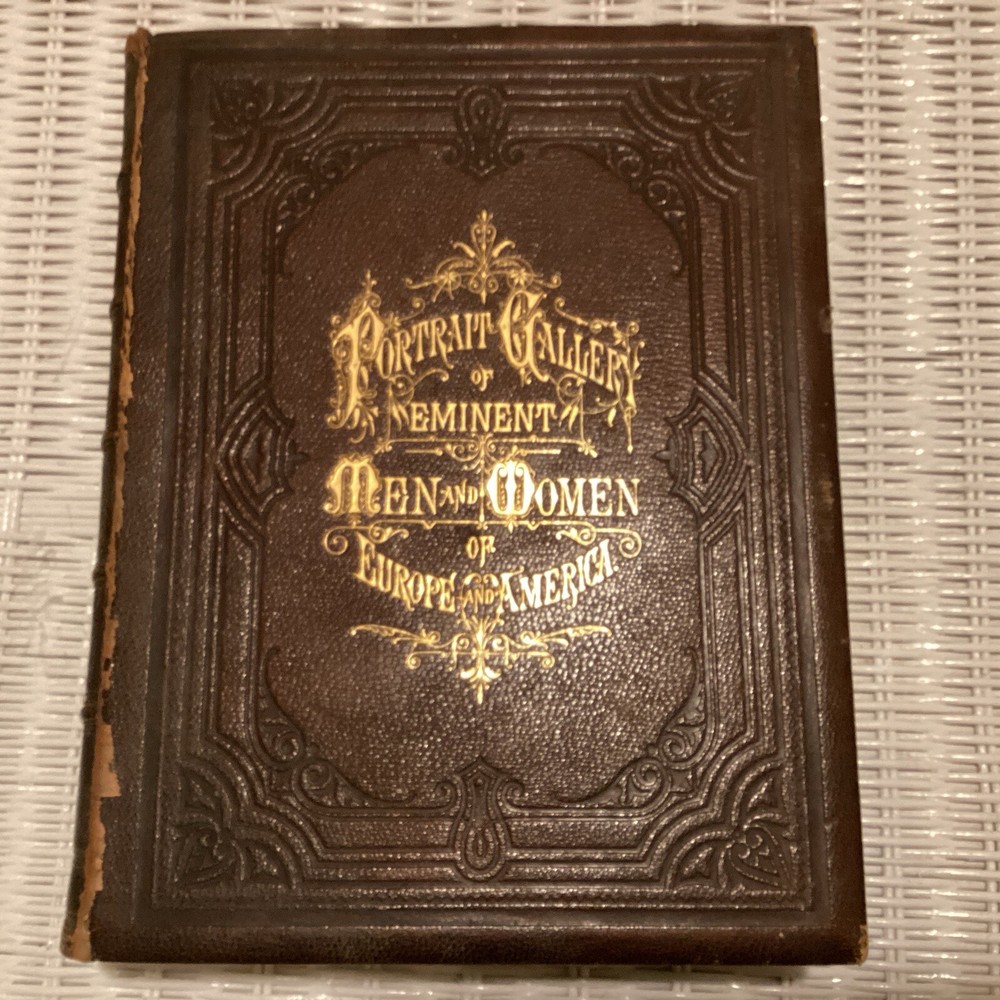 PORTRAIT GALLERY
OF
EMINENT
MEN AND WOMEN
OF
EUROPE AND AMERICA